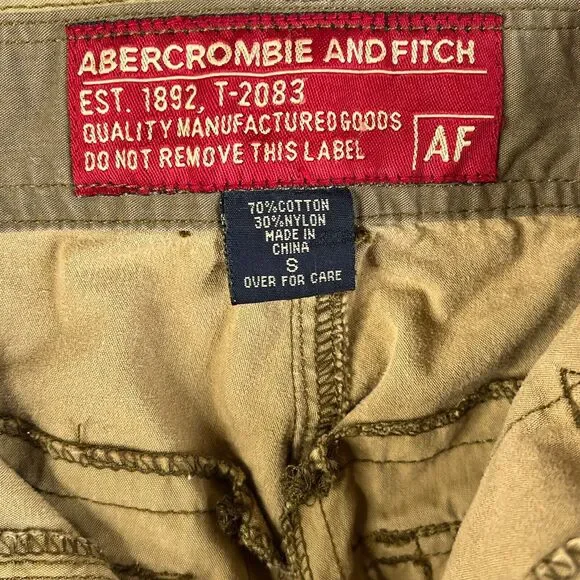 ABERCROMBIE AND FITCH
EST. 1892, T-2083
QUALITY MANUFACTURED GOODS
DO NOT REMOVE THIS LABEL
AF
70% COTTON
30% NYLON
MADE IN
CHINA
S
OVER FOR CARE